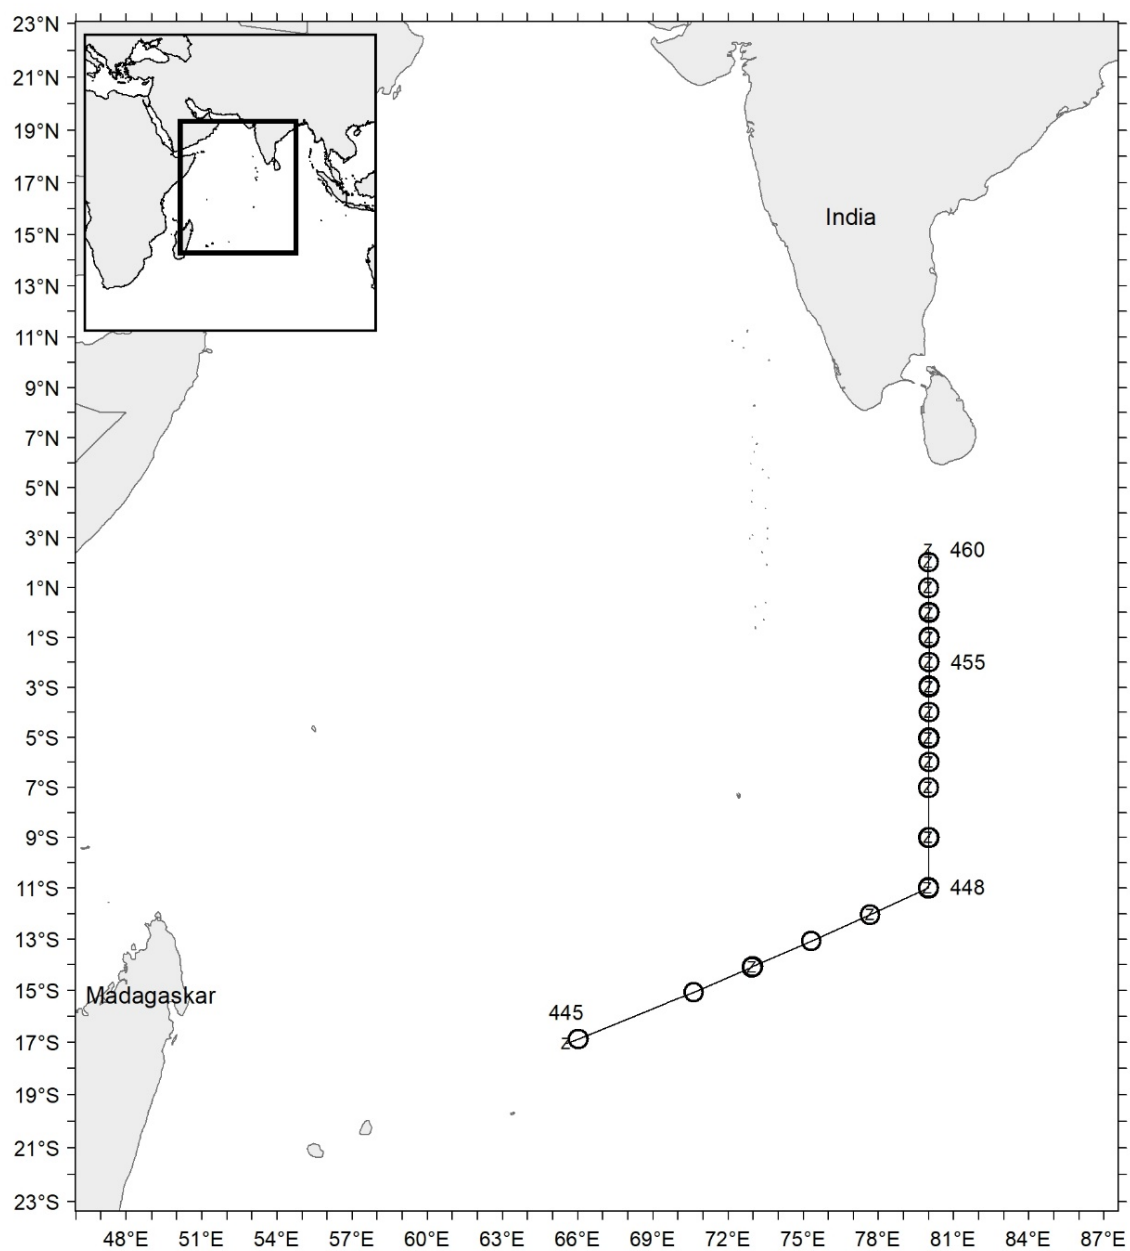 23°N
21°N
19°N
17°N
India
15°N
13°N
11°N
9°N
7°N
5°N
3°N
Z 460
Z
1°N
Z
Z
1°S
Z
Z 455
3°S
Z
Z
5°S
Z
Z
7°S
Z
9°S
Z
11°S
Z 448
Z
13°S
Z
15°S
Madagaskar
445
17°S
Z
19°S
21°S
23°S
48°E 51°E 54°E 57°E 60°E 63°E 66°E 69°E 72°E 75°E 78°E 81°E 84°E 87°E